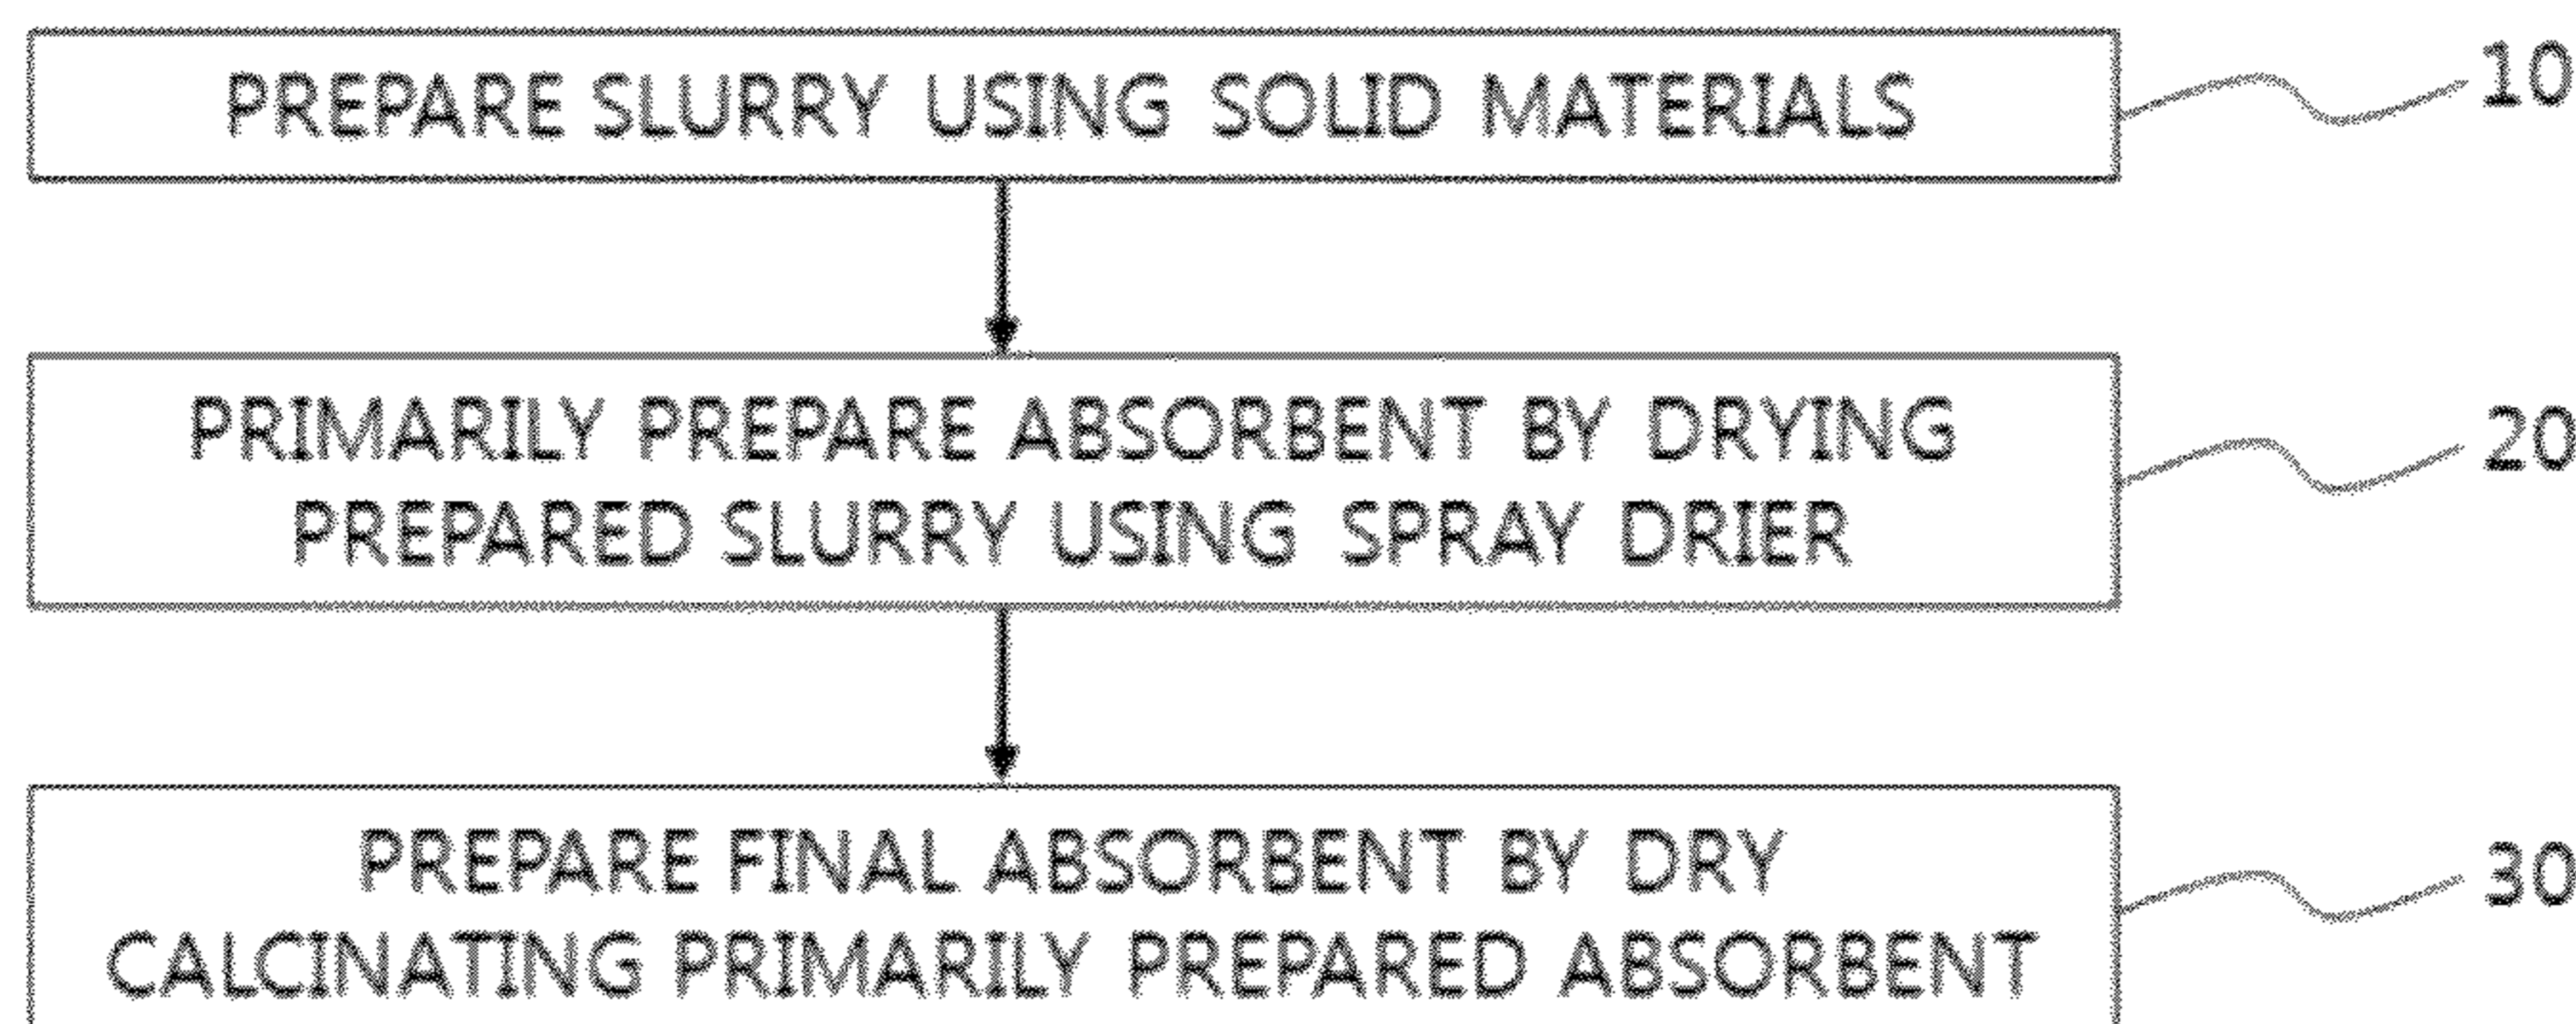 PREPARE SLURRY USING SOLID MATERIALS
10
PRIMARILY PREPARE ABSORBENT BY DRYING
PREPARED SLURRY USING SPRAY DRIER
20
PREPARE FINAL ABSORBENT BY DRY
CALCINATING PRIMARILY PREPARED ABSORBENT
30